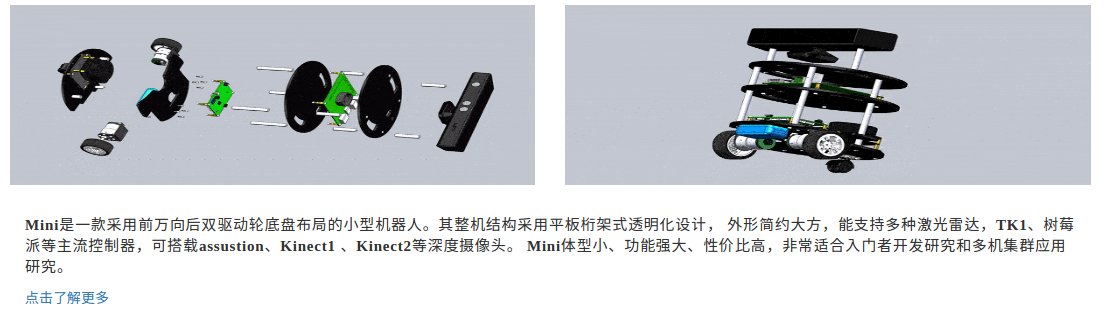 Mini是一款采用前万向后双驱动轮底盘布局的小型机器人。其整机结构采用平板桁架式透明化设计， 外形简约大方，能支持多种激光雷达，TK1、树莓
派等主流控制器，可搭载assustion、Kinect1 、Kinect2等深度摄像头。 Mini体型小、功能强大、性价比高，非常适合入门者开发研究和多机集群应用
研究。
点击了解更多